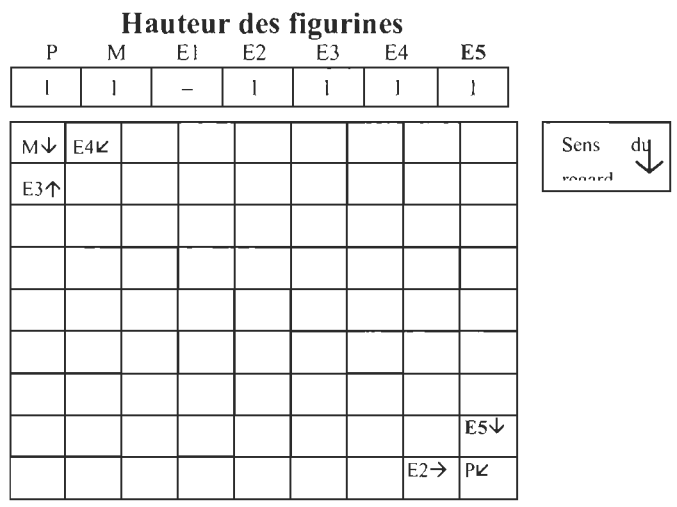 Hauteur des figurines
P M E1 E2 E3 E4 E5
1 1 – 1 1 1 1
M↓ E4↙
Sens du ↓
regard
E3↑
E5↓
E2→ P↙